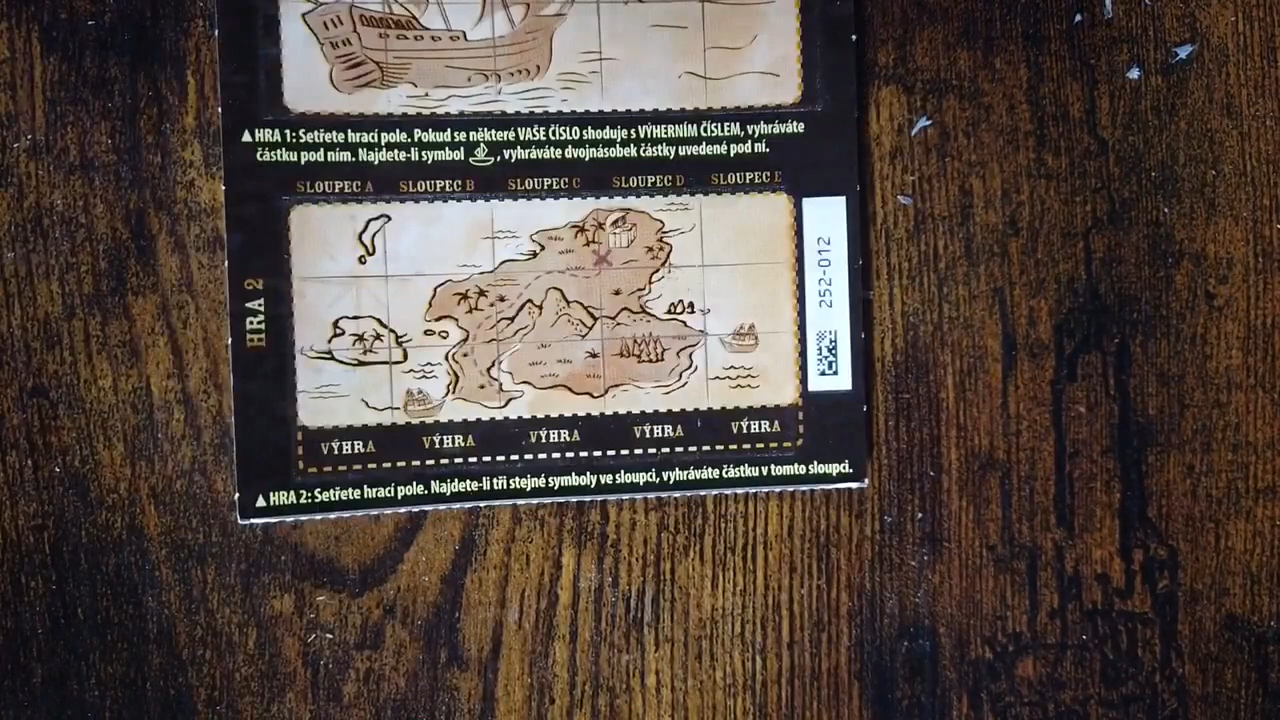 ▲HRA 1: Setřete hrací pole. Pokud se některé VAŠE ČÍSLO shoduje s VÝHERNÍM ČÍSLEM, vyhráváte
částku pod ním. Najdete-li symbol , vyhráváte dvojnásobek částky uvedené pod ní.
SLOUPEC A SLOUPEC B SLOUPEC C SLOUPEC D SLOUPEC E
HRA 2
252-012
VÝHRA VÝHRA VÝHRA VÝHRA VÝHRA
▲HRA 2: Setřete hrací pole. Najdete-li tři stejné symboly ve sloupci, vyhráváte částku v tomto sloupci.